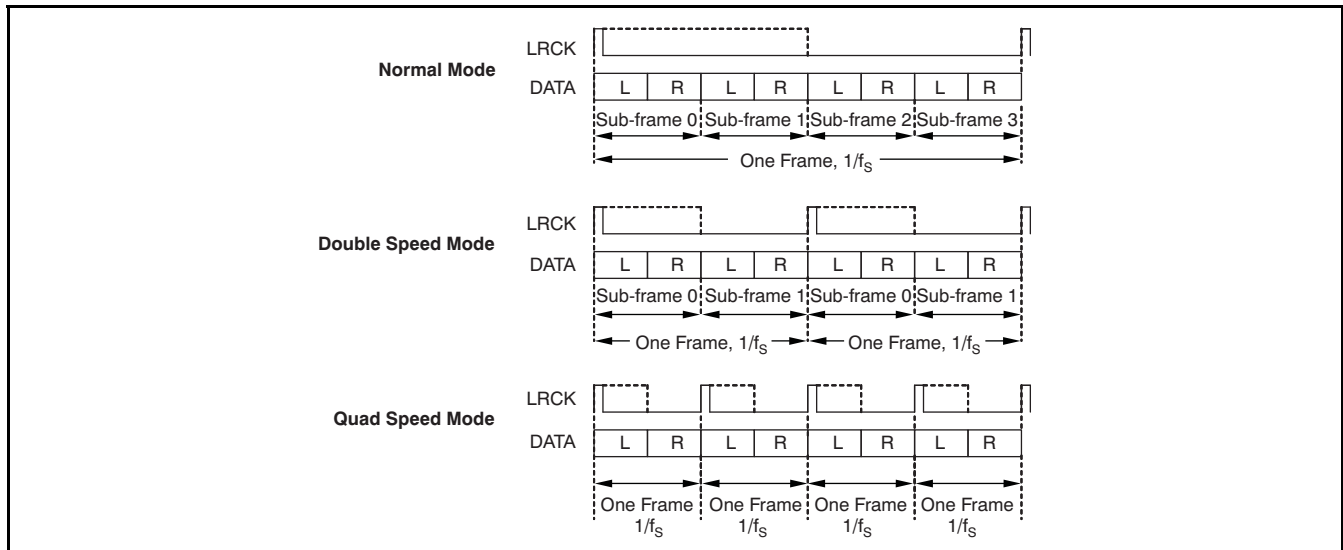 LRCK
Normal Mode
DATA L R L R L R L R
Sub-frame 0 Sub-frame 1 Sub-frame 2 Sub-frame 3
One Frame, 1/fS
LRCK
Double Speed Mode
DATA L R L R L R L R
Sub-frame 0 Sub-frame 1 Sub-frame 0 Sub-frame 1
One Frame, 1/fS One Frame, 1/fS
LRCK
Quad Speed Mode
DATA L R L R L R L R
One Frame One Frame One Frame One Frame
1/fS 1/fS 1/fS 1/fS